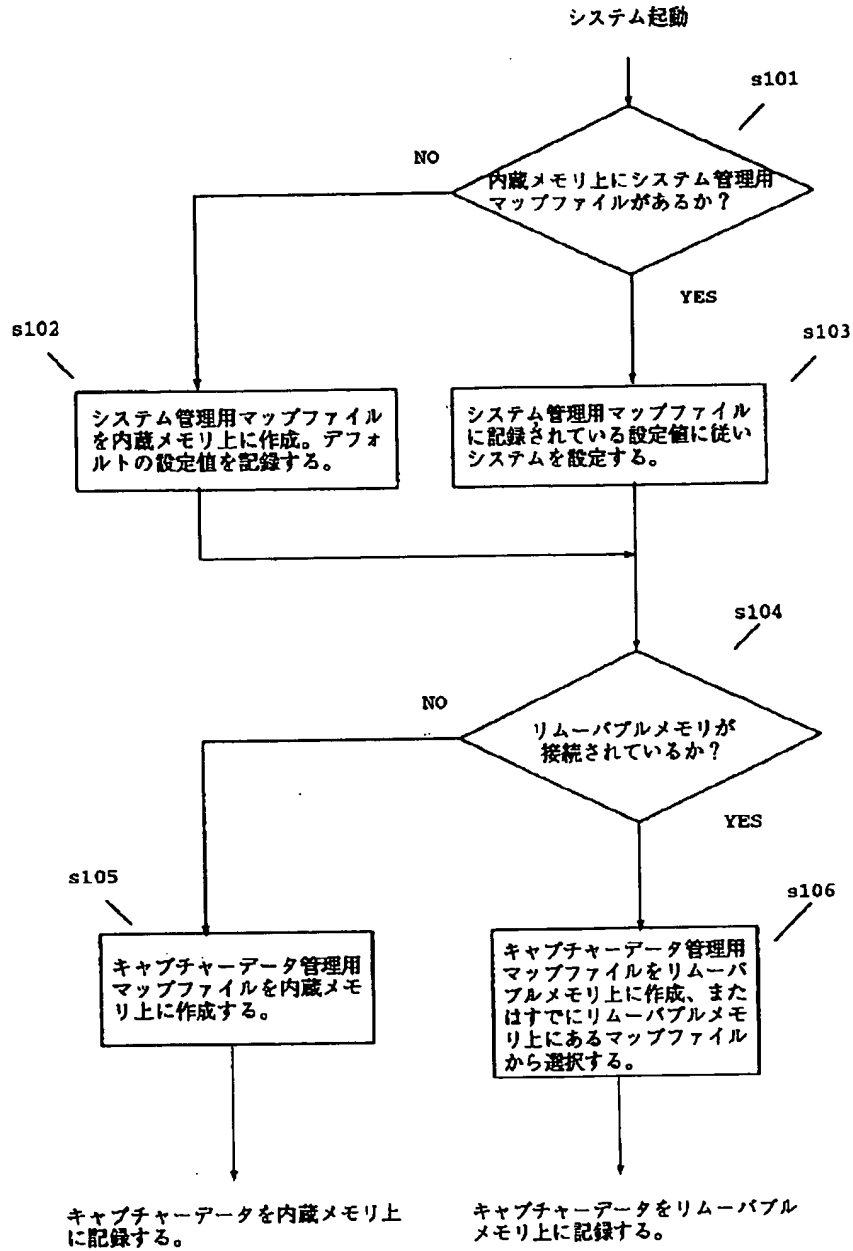 システム起動
s101
NO
内蔵メモリ上にシステム管理用
マップファイルがあるか？
YES
s102
s103
システム管理用マップファイル
を内蔵メモリ上に作成。デフォ
ルトの設定値を記録する。
システム管理用マップファイル
に記録されている設定値に従い
システムを設定する。
s104
NO
リムーバブルメモリが
接続されているか？
YES
s105
s106
キャプチャーデータ管理用
マップファイルを内蔵メモ
リ上に作成する。
キャプチャーデータ管理用
マップファイルをリムーバ
ブルメモリ上に作成、また
はすでにリムーバブルメモ
リ上にあるマップファイル
から選択する。
キャプチャーデータを内蔵メモリ上
に記録する。
キャプチャーデータをリムーバブル
メモリ上に記録する。